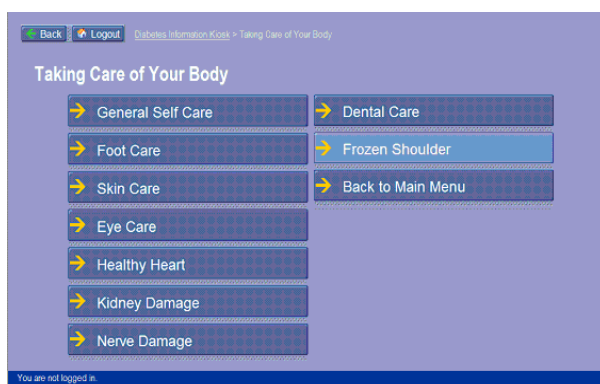 Back Logout Diabetes Information Kiosk > Taking Care of Your Body
Taking Care of Your Body
General Self Care
Foot Care
Skin Care
Eye Care
Healthy Heart
Kidney Damage
Nerve Damage
Dental Care
Frozen Shoulder
Back to Main Menu
You are not logged in.